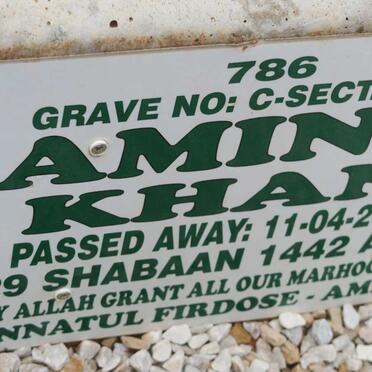 786
GRAVE NO: C-SECT
AMIN
KHA
PASSED AWAY: 11-04-2
9 SHABAAN 1442 A
Y ALLAH GRANT ALL OUR MARHOO
NNATUL FIRDOSE - AM